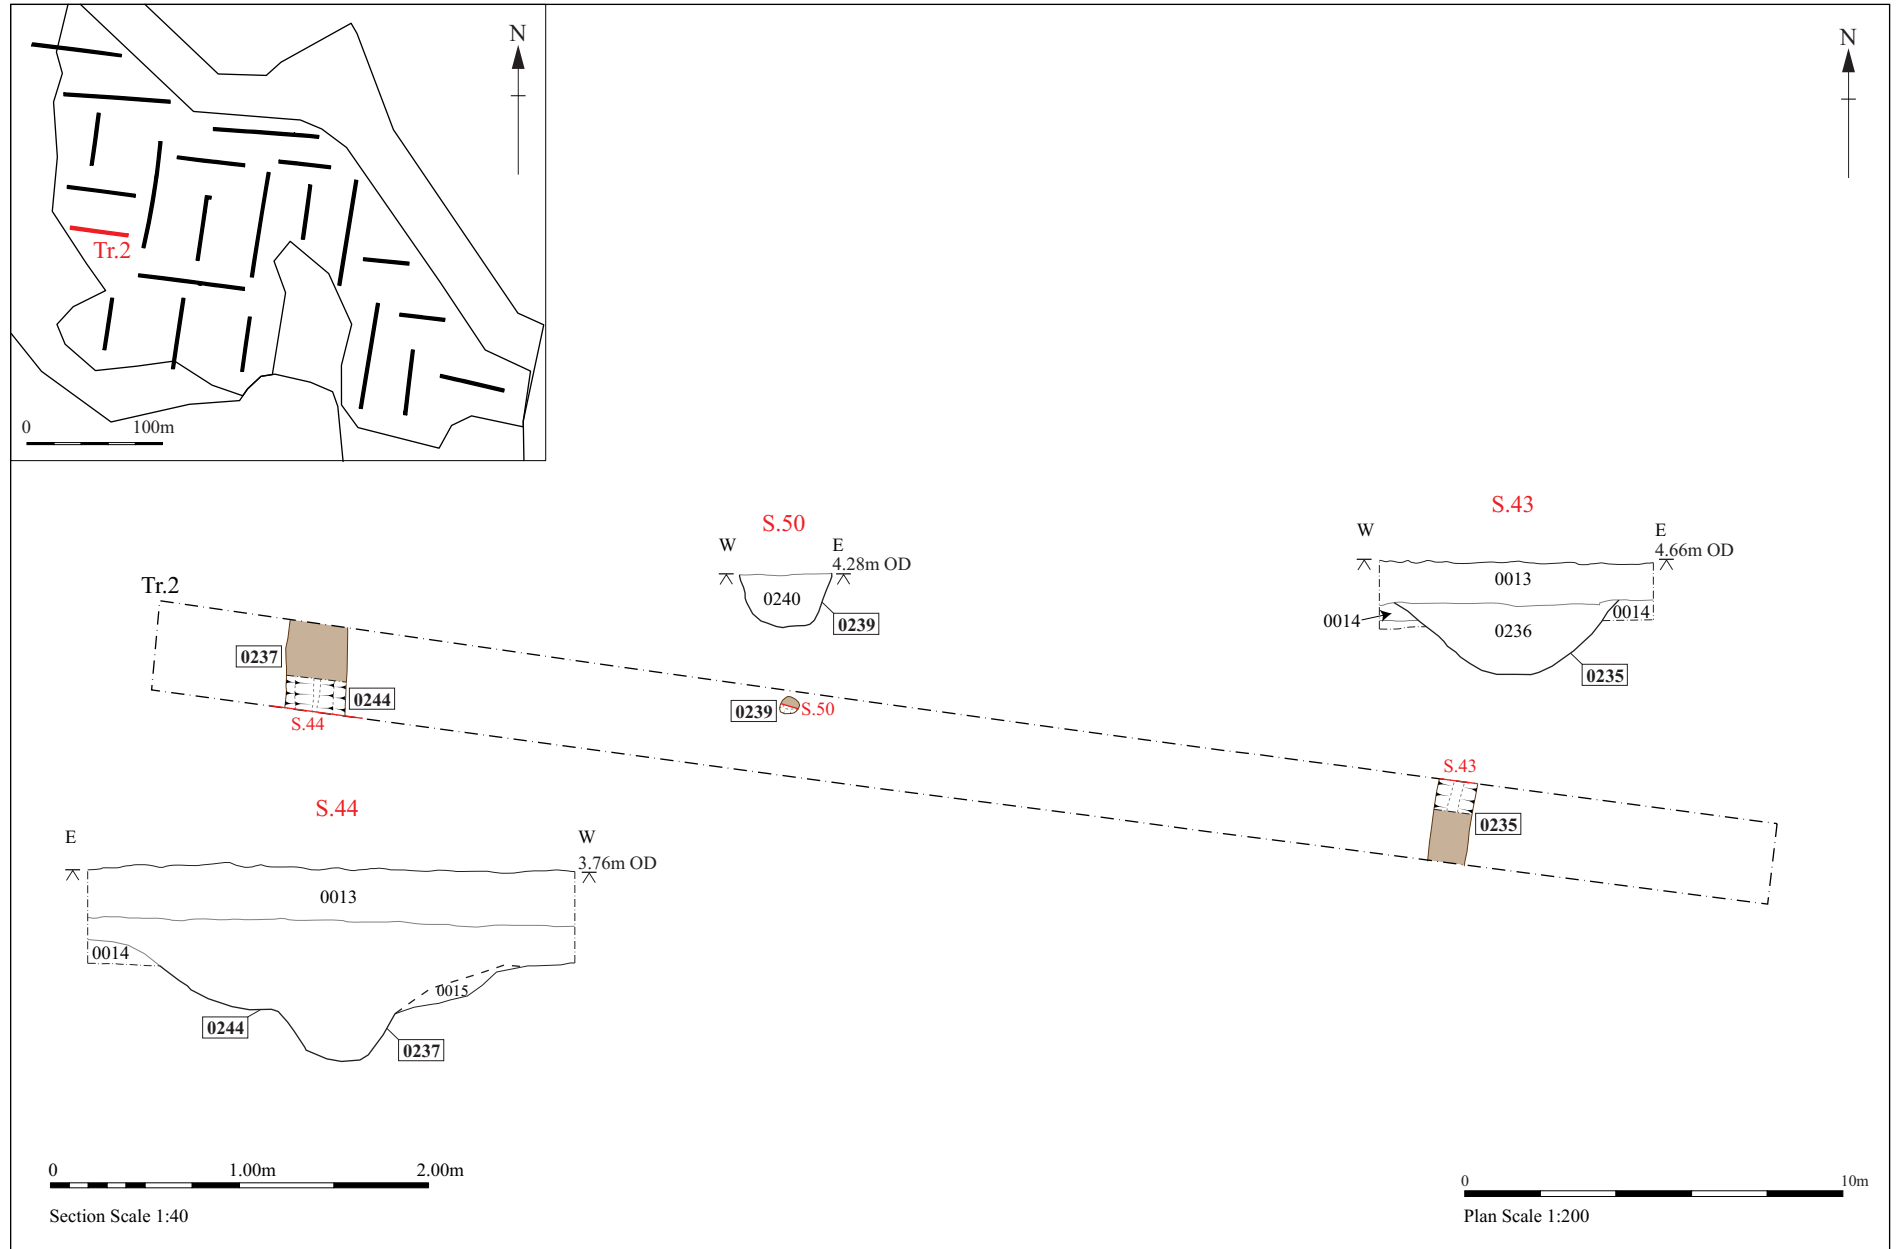 N
Tr.2
0 100m
N
S.50
W E
4.28m OD
0240
0239
S.43
W E
4.66m OD
0013
0014
0014
0236
0235
Tr.2
0237
0244
S.44
0239
S.50
S.43
0235
S.44
E W
3.76m OD
0013
0014
0015
0244
0237
0 1.00m 2.00m
Section Scale 1:40
0 10m
Plan Scale 1:200